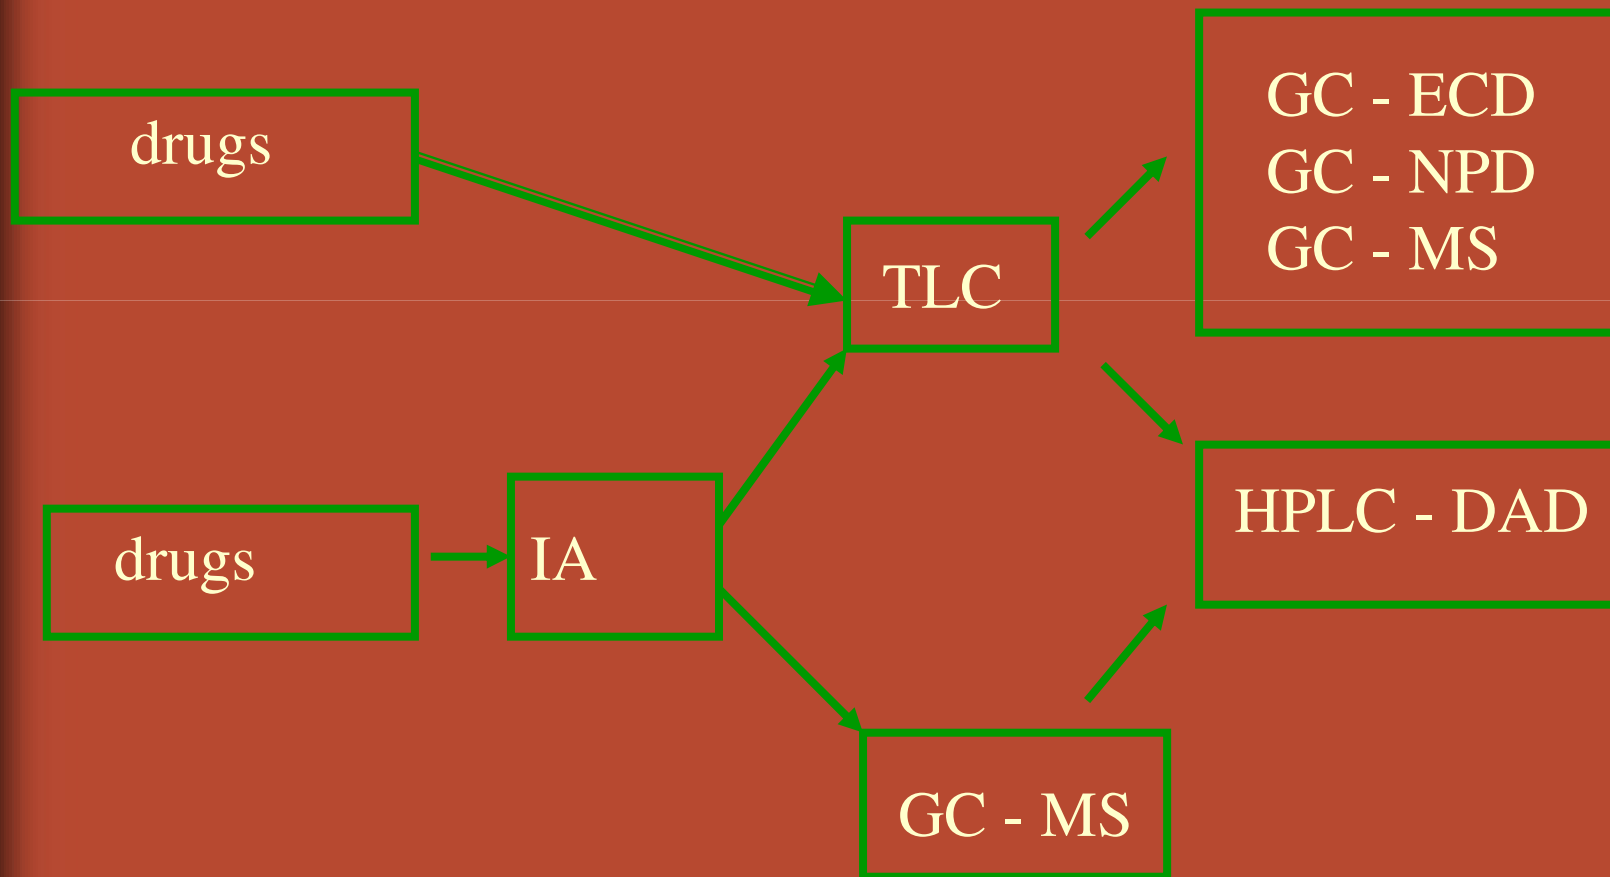 drugs
TLC
GC - ECD
GC - NPD
GC - MS
drugs
IA
HPLC - DAD
GC - MS